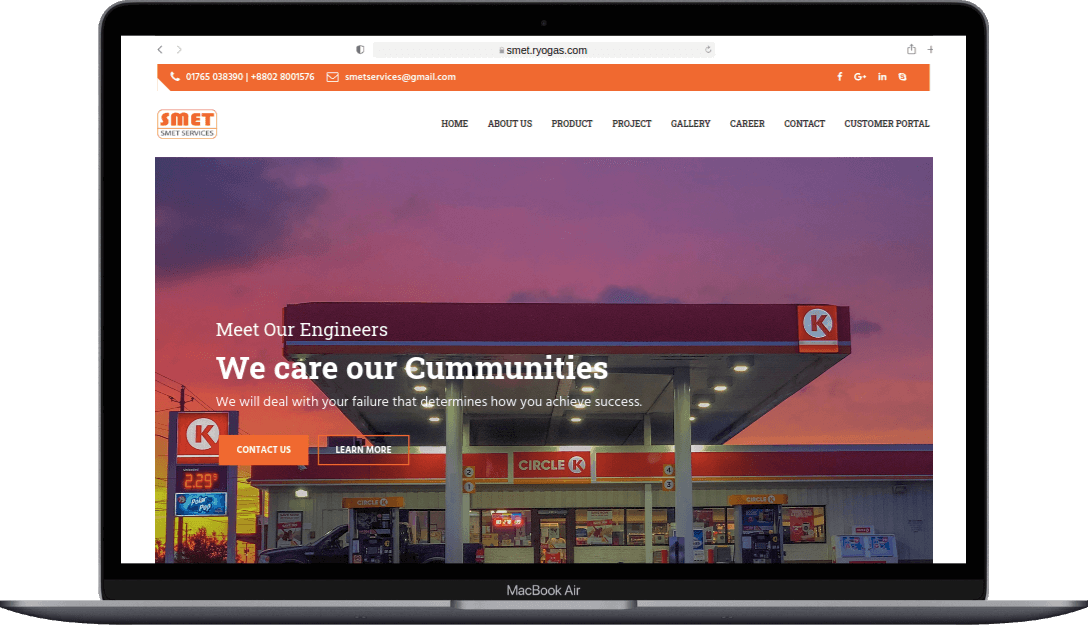 smet.ryogas.com
01765 038390 | +8802 8001576 smetservices@gmail.com
f G+ in S
SMET
SMET SERVICES
HOME ABOUT US PRODUCT PROJECT GALLERY CAREER CONTACT CUSTOMER PORTAL
K
Meet Our Engineers
We care our Cummunities
We will deal with your failure that determines how you achieve success.
K
CONTACT US LEARN MORE
2.29⁹
Polar Pop
CIRCLE K
2 4
1 3
CIRCLE K CIRCLE K
MacBook Air